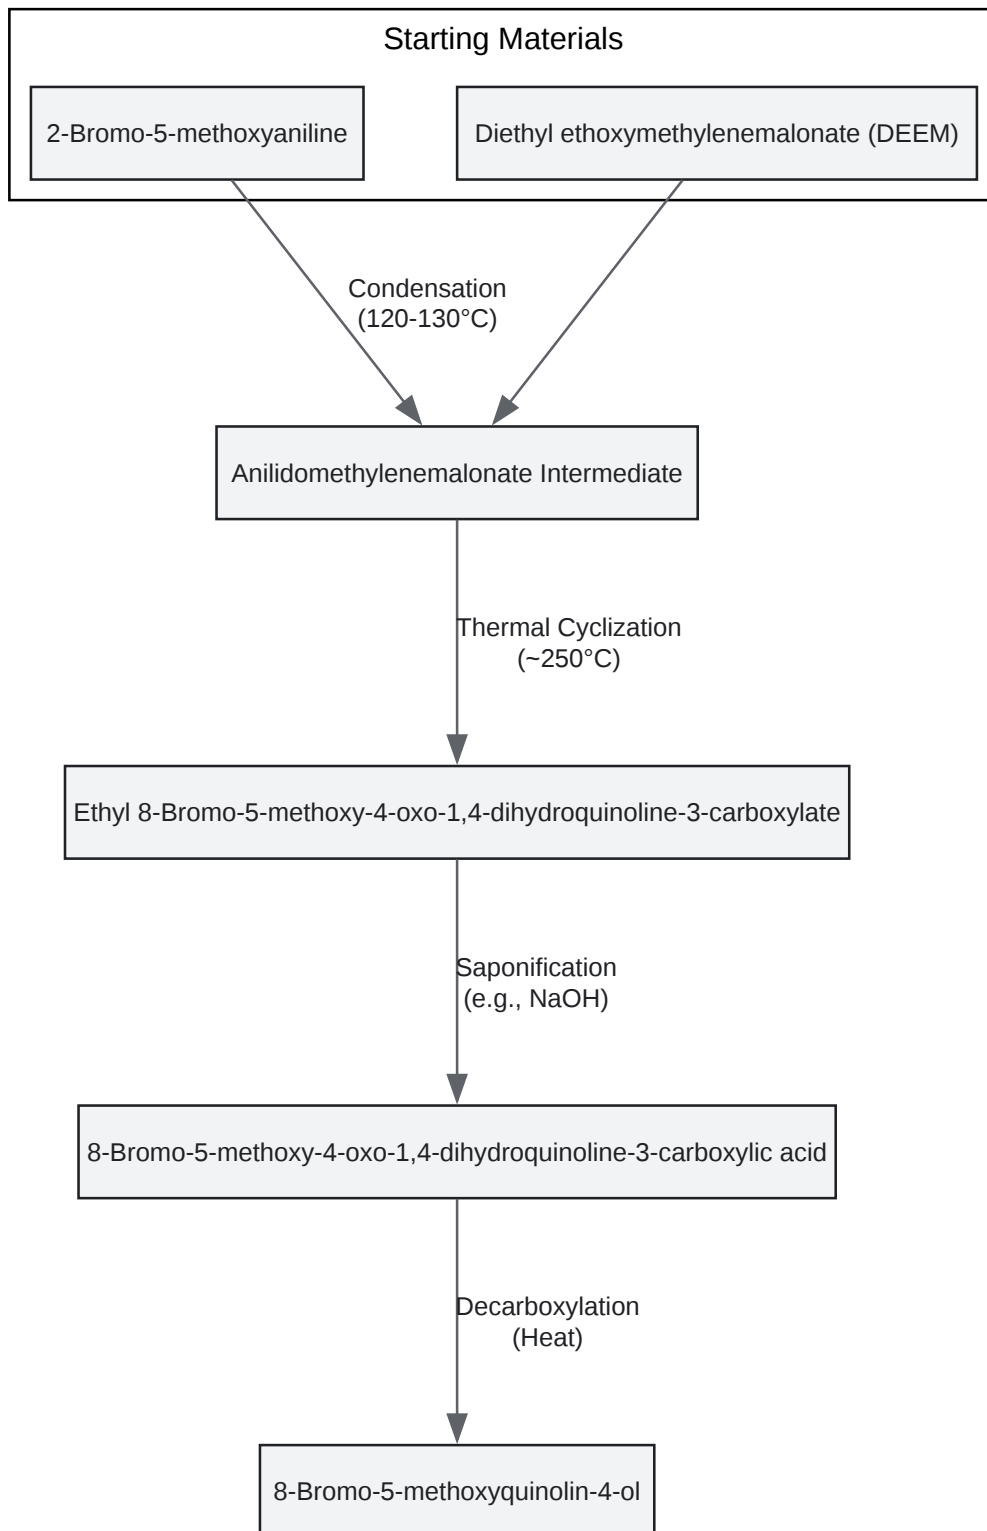 Starting Materials
2-Bromo-5-methoxyaniline
Diethyl ethoxymethylenemalonate (DEEM)
Condensation
(120-130°C)
Anilidomethylenemalonate Intermediate
Thermal Cyclization
(~250°C)
Ethyl 8-Bromo-5-methoxy-4-oxo-1,4-dihydroquinoline-3-carboxylate
Saponification
(e.g., NaOH)
8-Bromo-5-methoxy-4-oxo-1,4-dihydroquinoline-3-carboxylic acid
Decarboxylation
(Heat)
8-Bromo-5-methoxyquinolin-4-ol